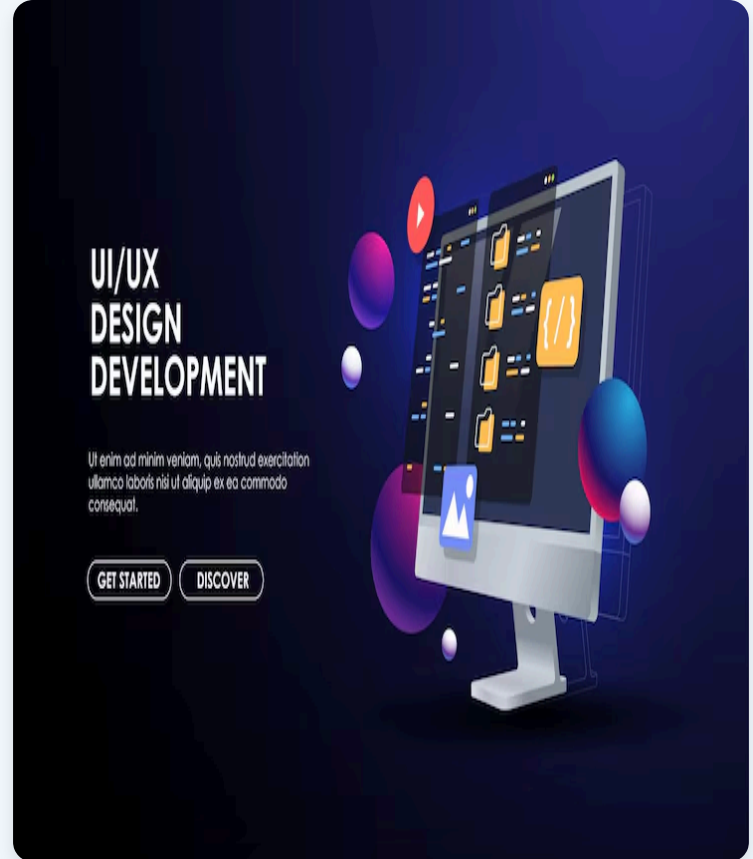 UI/UX
DESIGN
DEVELOPMENT
Ut enim ad minim veniam, quis nostrud exercitation
ullamco laboris nisi ut aliquip ex ea commodo
consequat.
GET STARTED
DISCOVER
{/}